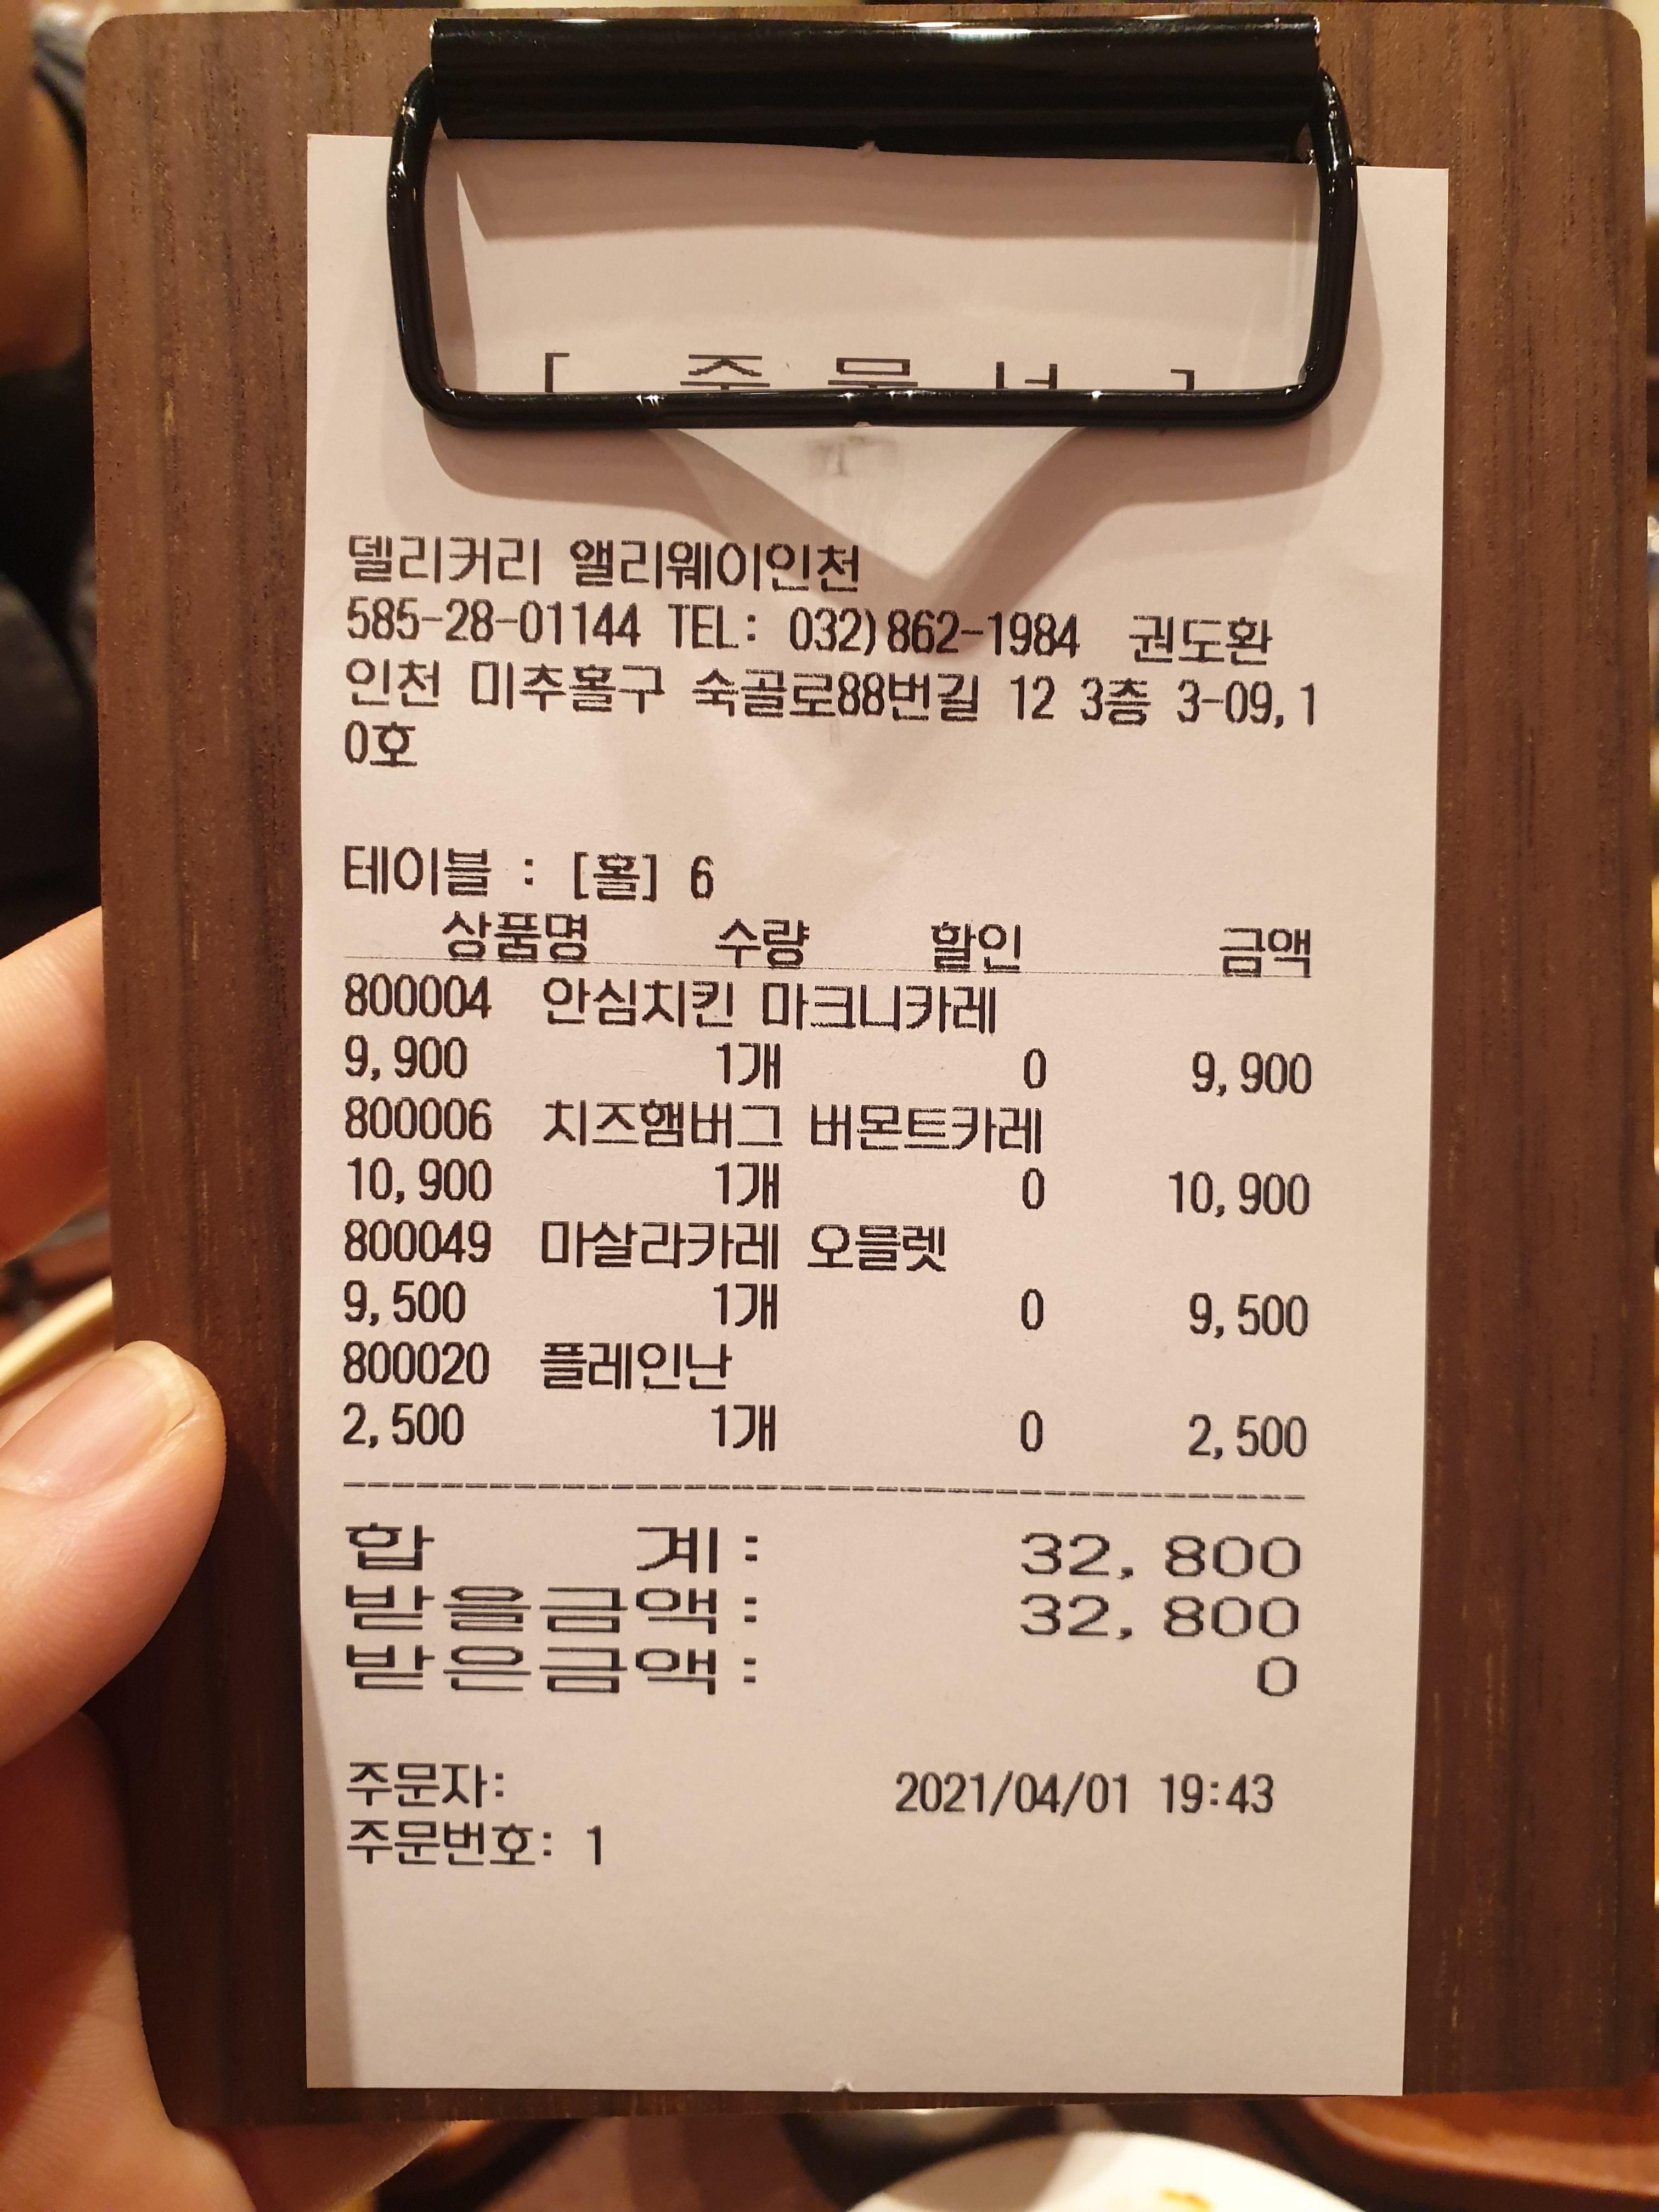 델리커리 앨리웨이인천
585-28-01144 TEL: 032)862-1984 권도환
인천 미추홀구 숙골로88번길 12 3층 3-09,1
0호
테이블 : [홀] 6
상품명 수량 할인 금액
800004 안심치킨 마크니카레
9,900 1개 0 9,900
800006 치즈햄버그 버몬트카레
10,900 1개 0 10,900
800049 마살라카레 오믈렛
9,500 1개 0 9,500
800020 플레인난
2,500 1개 0 2,500
합 계: 32,800
받을금액: 32,800
받은금액: 0
주문자: 2021/04/01 19:43
주문번호: 1